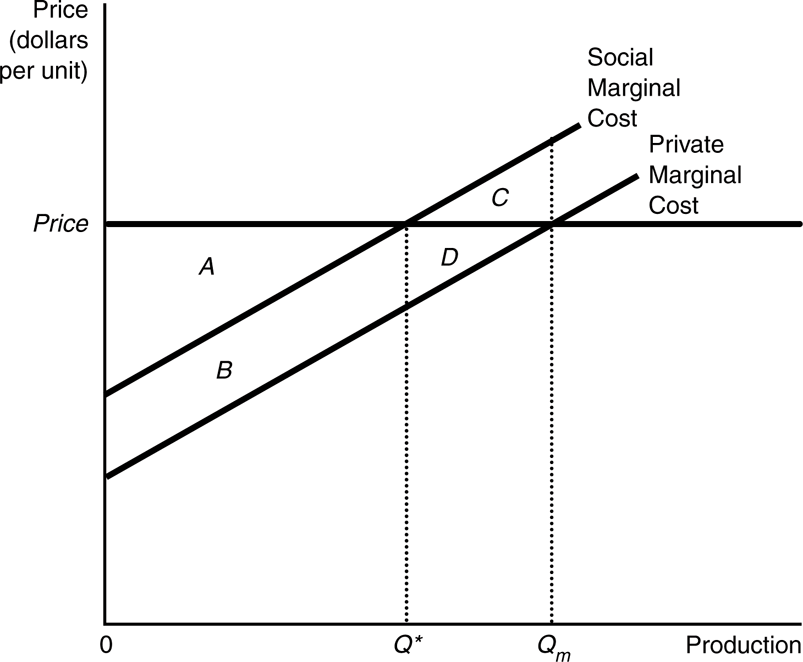 Price
(dollars
per unit)
Social
Marginal
Cost
Private
Marginal
Cost
Price
C
A
D
B
0
Q*
Qm
Production